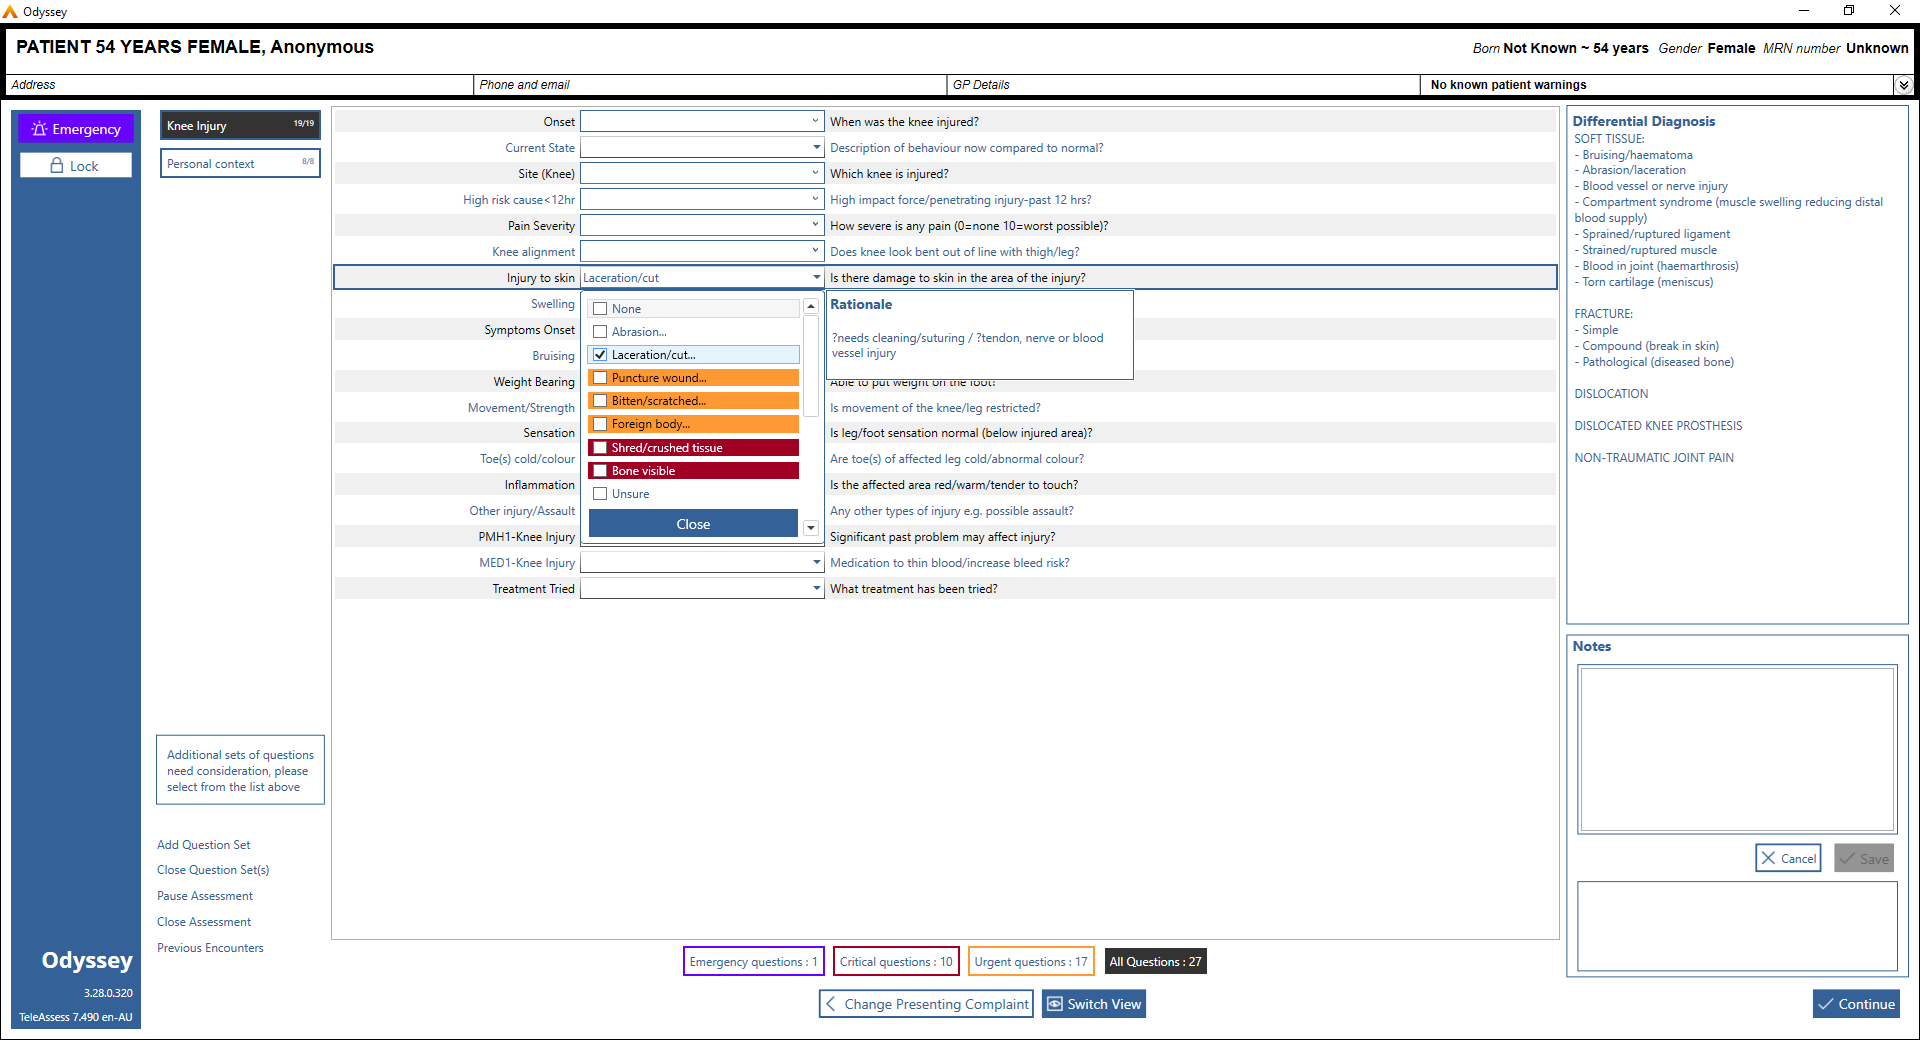 Odyssey
PATIENT 54 YEARS FEMALE, Anonymous
Born Not Known ~ 54 years Gender Female MRN number Unknown
Address
Phone and email
GP Details
No known patient warnings
Emergency
Lock
Knee Injury 19/19
Personal context 8/8
Onset When was the knee injured?
Current State Description of behaviour now compared to normal?
Site (Knee) Which knee is injured?
High risk cause<12hr High impact force/penetrating injury-past 12 hrs?
Pain Severity How severe is any pain (0=none 10=worst possible)?
Knee alignment Does knee look bent out of line with thigh/leg?
Injury to skin Laceration/cut Is there damage to skin in the area of the injury?
Swelling
Symptoms Onset
Bruising
Weight Bearing Able to put weight on the foot?
Movement/Strength Is movement of the knee/leg restricted?
Sensation Is leg/foot sensation normal (below injured area)?
Toe(s) cold/colour Are toe(s) of affected leg cold/abnormal colour?
Inflammation Is the affected area red/warm/tender to touch?
Other injury/Assault Any other types of injury e.g. possible assault?
PMH1-Knee Injury Significant past problem may affect injury?
MED1-Knee Injury Medication to thin blood/increase bleed risk?
Treatment Tried What treatment has been tried?
None
Abrasion...
Laceration/cut...
Puncture wound...
Bitten/scratched...
Foreign body...
Shred/crushed tissue
Bone visible
Unsure
Close
Rationale
?needs cleaning/suturing / ?tendon, nerve or blood
vessel injury
Differential Diagnosis
SOFT TISSUE:
- Bruising/haematoma
- Abrasion/laceration
- Blood vessel or nerve injury
- Compartment syndrome (muscle swelling reducing distal
blood supply)
- Sprained/ruptured ligament
- Strained/ruptured muscle
- Blood in joint (haemarthrosis)
- Torn cartilage (meniscus)
FRACTURE:
- Simple
- Compound (break in skin)
- Pathological (diseased bone)
DISLOCATION
DISLOCATED KNEE PROSTHESIS
NON-TRAUMATIC JOINT PAIN
Notes
Cancel
Save
Additional sets of questions
need consideration, please
select from the list above
Add Question Set
Close Question Set(s)
Pause Assessment
Close Assessment
Previous Encounters
Odyssey
3.28.0.320
TeleAssess 7.490 en-AU
Emergency questions : 1
Critical questions : 10
Urgent questions : 17
All Questions : 27
Change Presenting Complaint
Switch View
Continue